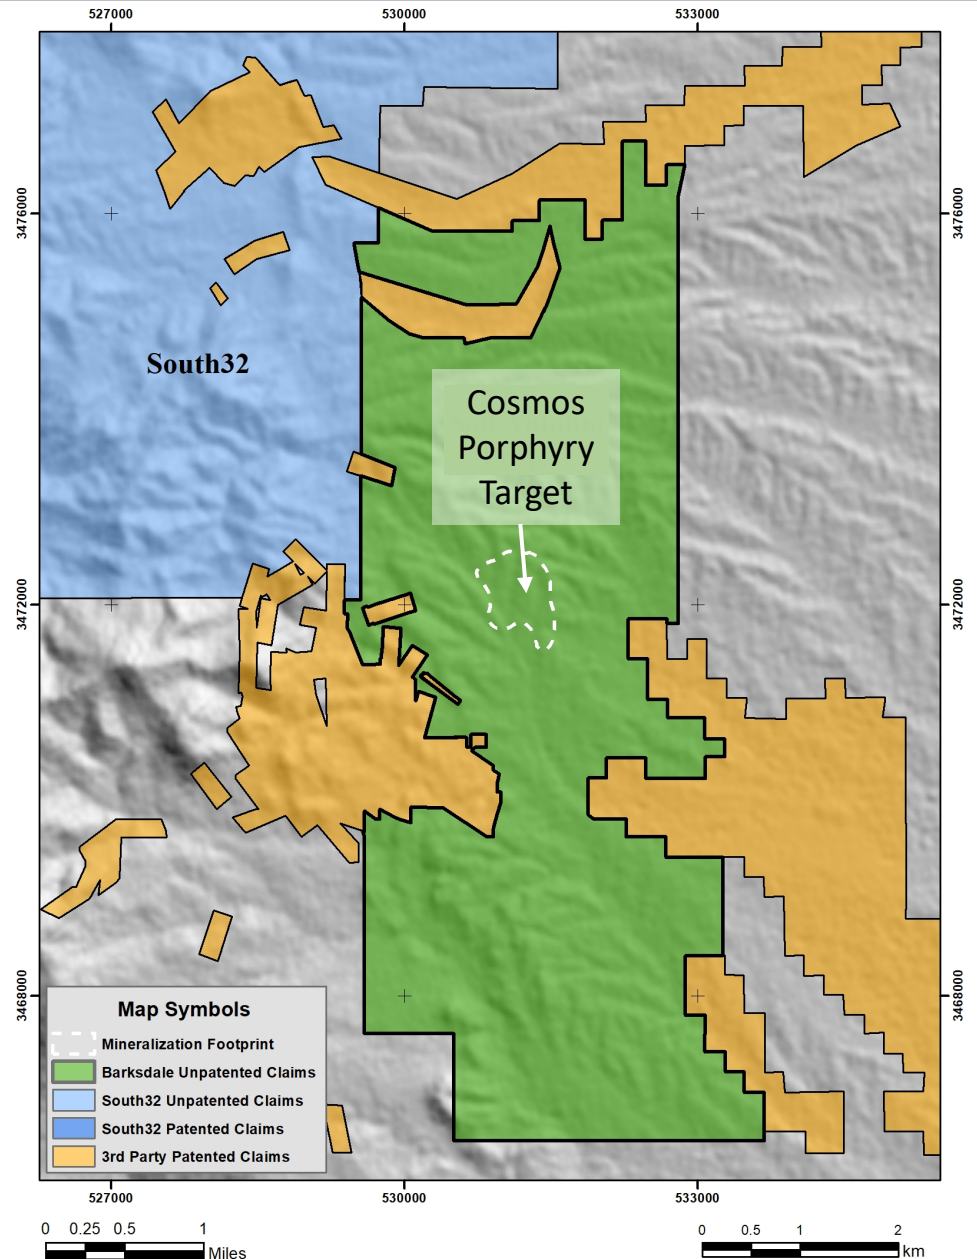 527000 530000 533000
3476000 3476000
South32
Cosmos
Porphyry
Target
3472000 3472000
3468000 3468000
Map Symbols
Mineralization Footprint
Barksdale Unpatented Claims
South32 Unpatented Claims
South32 Patented Claims
3rd Party Patented Claims
527000 530000 533000
0 0.25 0.5 1
Miles
0 0.5 1 2
km